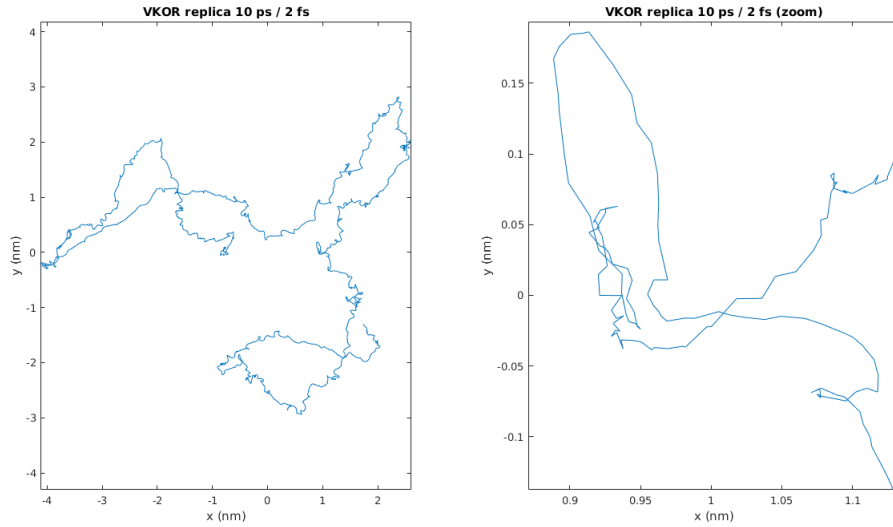 VKOR replica 10 ps / 2 fs
4
3
2
1
0
-1
-2
-3
-4
y (nm)
-4 -3 -2 -1 0 1 2
x (nm)
VKOR replica 10 ps / 2 fs (zoom)
0.15
0.1
0.05
0
-0.05
-0.1
y (nm)
0.9 0.95 1 1.05 1.1
x (nm)